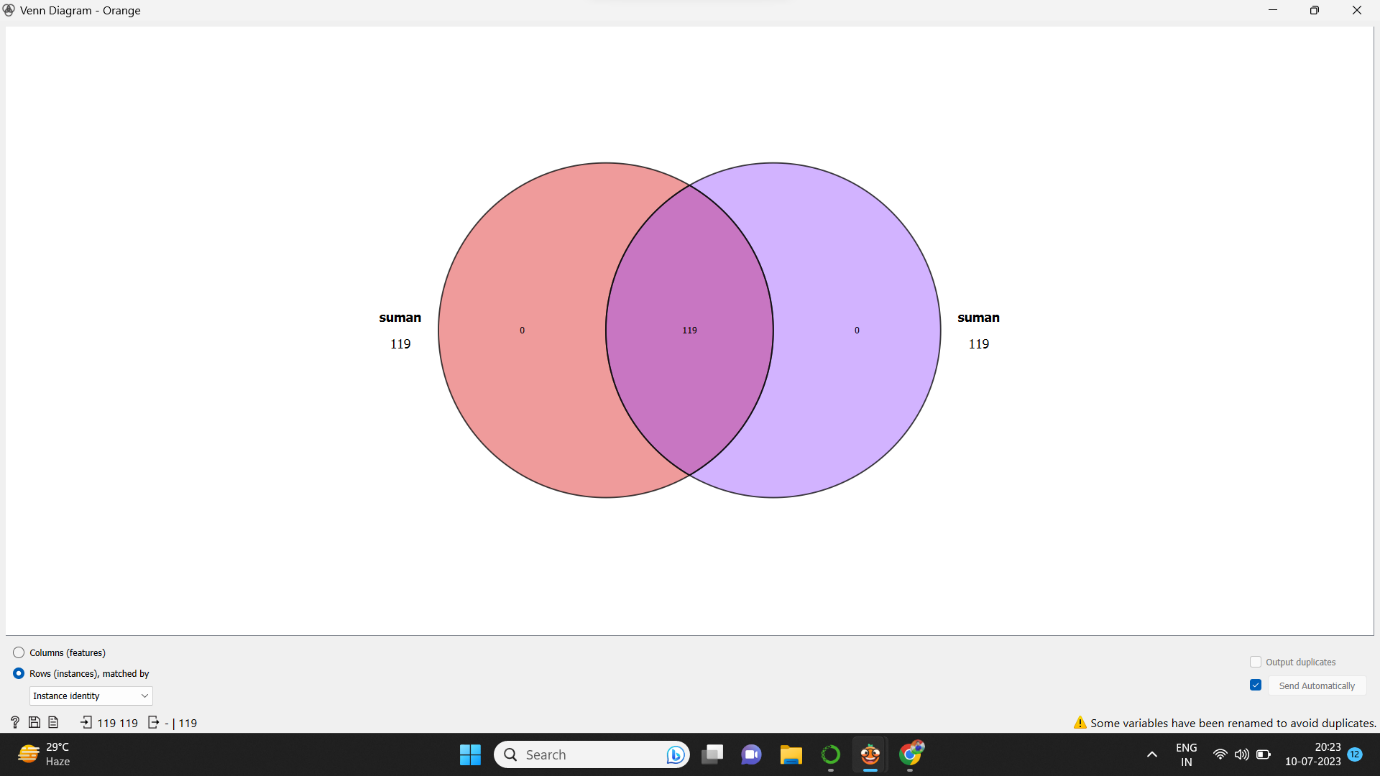 Venn Diagram - Orange
suman
119
0
119
0
suman
119
Columns (features)
Rows (instances), matched by
Instance identity
Output duplicates
Send Automatically
? 119 119 - | 119
Some variables have been renamed to avoid duplicates.
29°C
Haze
Search
ENG
IN
20:23
10-07-2023
12